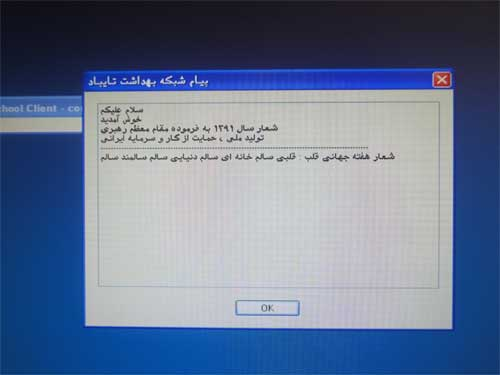 پیام شبکه بهداشت تایباد
chool Client - co
سلام علیکم
خوش آمدید
شعار سال ۱۳۹۱ به فرموده مقام معظم رهبری
تولید ملی ، حمایت از کار و سرمایه ایرانی
شعار هفته جهانی قلب : قلبی سالم خانه ای سالم دنیایی سالم سالمند سالم
OK